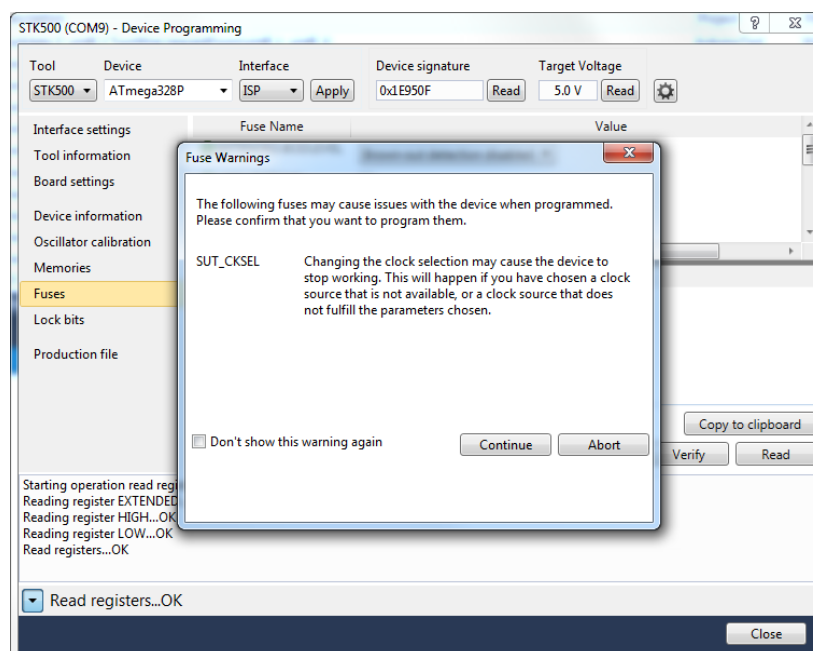 STK500 (COM9) - Device Programming
Tool Device Interface Device signature Target Voltage
STK500 ATmega328P ISP Apply 0x1E950F Read 5.0 V Read
Interface settings
Fuse Name Value
Tool information
Board settings
Device information
Oscillator calibration
Memories
Fuses
Lock bits
Production file
Fuse Warnings
The following fuses may cause issues with the device when programmed.
Please confirm that you want to program them.
SUT_CKSEL Changing the clock selection may cause the device to
stop working. This will happen if you have chosen a clock
source that is not available, or a clock source that does
not fulfill the parameters chosen.
Don't show this warning again Continue Abort
Copy to clipboard
Verify Read
Starting operation read regi
Reading register EXTENDED
Reading register HIGH...OK
Reading register LOW...OK
Read registers...OK
Read registers...OK
Close